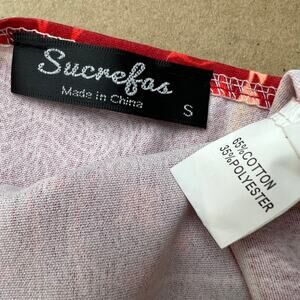 Sucrefas
Made in China
S
65%COTTON
35%POLYESTER